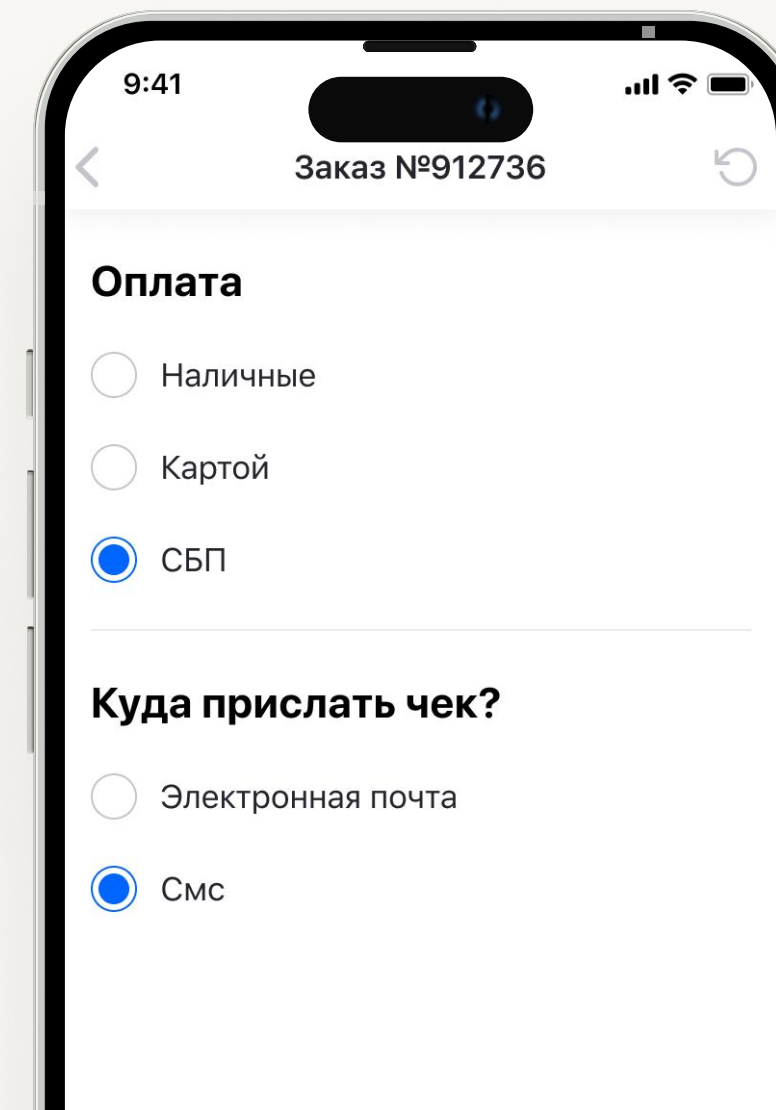 9:41
Заказ №912736
Оплата
Наличные
Картой
СБП
Куда прислать чек?
Электронная почта
Смс